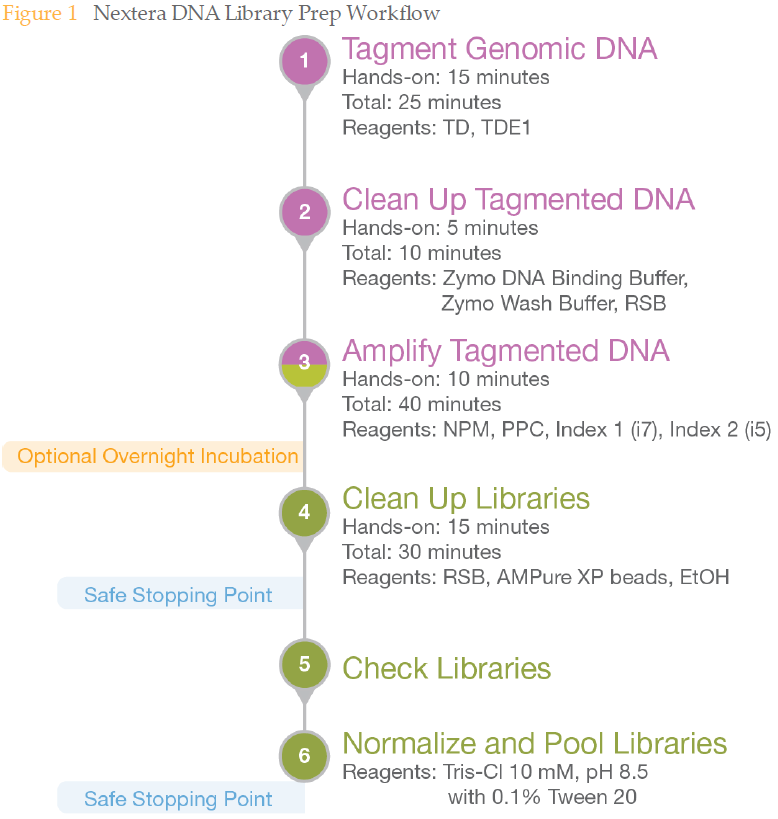 Figure 1 Nextera DNA Library Prep Workflow
1
Tagment Genomic DNA
Hands-on: 15 minutes
Total: 25 minutes
Reagents: TD, TDE1
2
Clean Up Tagmented DNA
Hands-on: 5 minutes
Total: 10 minutes
Reagents: Zymo DNA Binding Buffer,
Zymo Wash Buffer, RSB
3
Amplify Tagmented DNA
Hands-on: 10 minutes
Total: 40 minutes
Reagents: NPM, PPC, Index 1 (i7), Index 2 (i5)
Optional Overnight Incubation
4
Clean Up Libraries
Hands-on: 15 minutes
Total: 30 minutes
Reagents: RSB, AMPure XP beads, EtOH
Safe Stopping Point
5
Check Libraries
6
Normalize and Pool Libraries
Reagents: Tris-Cl 10 mM, pH 8.5
with 0.1% Tween 20
Safe Stopping Point